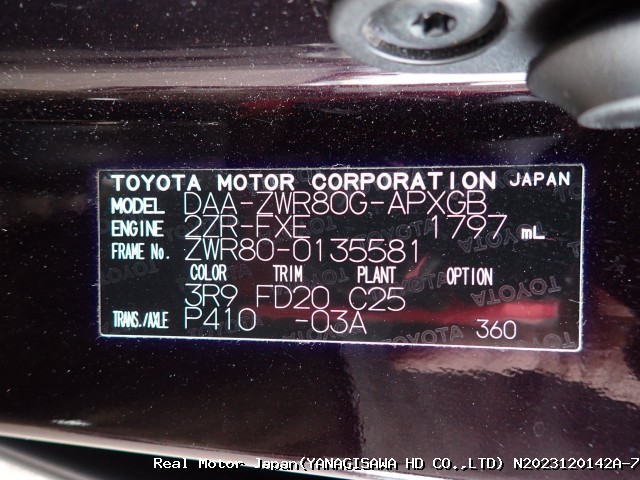 TOYOTA MOTOR CORPORATION JAPAN
MODEL DAA-ZWR80G-APXGB
ENGINE 2ZR-FXE 1797 mL
FRAME No. ZWR80-0135581
COLOR TRIM PLANT OPTION
3R9 FD20 C25
TRANS./AXLE P410 -03A 360
Real Motor Japan(YANAGISAWA HD CO.,LTD) N2023120142A-7